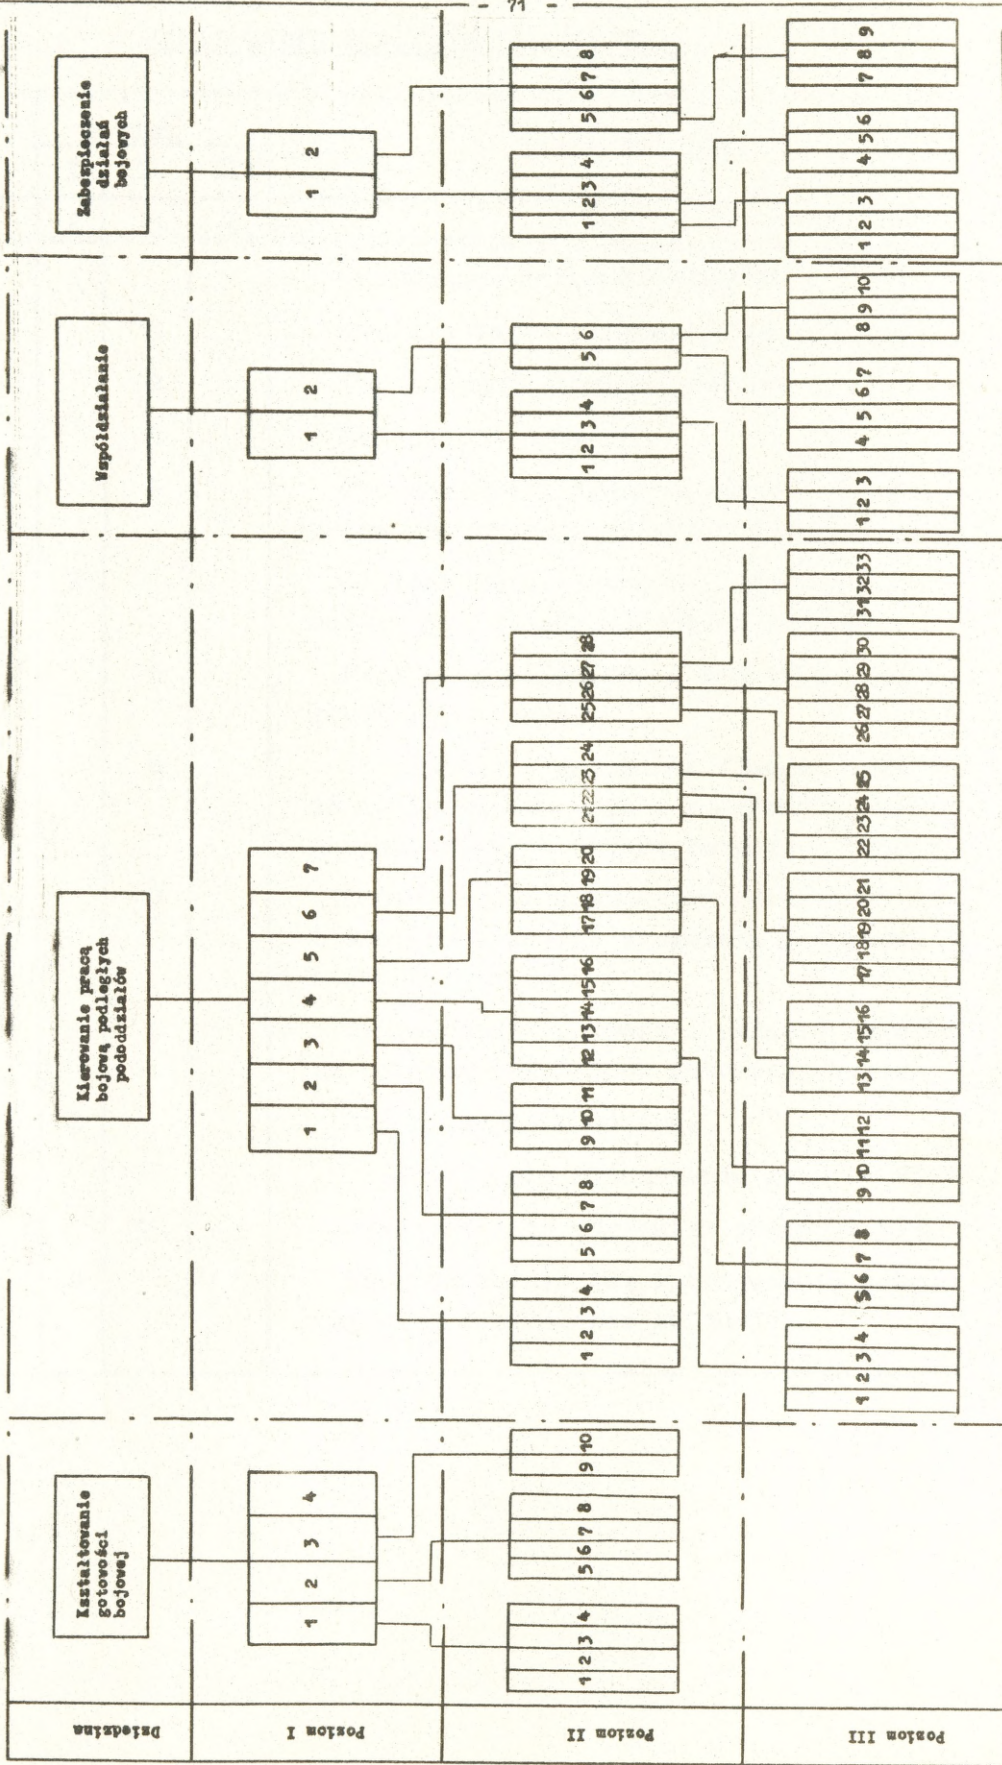 - 71 -
Dziedzina
Kształtowanie
gotowości
bojowej
Kierowanie pracą
bojową podległych
pododdziałów
Współdziałanie
Zabezpieczenie
działań
bojowych
Poziom I
1 2 3 4
1 2 3 4 5 6 7
1 2
1 2
Poziom II
1 2 3 4
5 6 7 8
9 10
1 2 3 4
5 6 7 8
9 10 11
12 13 14 15 16
17 18 19 20
21 22 23 24
25 26 27 28
1 2 3 4
5 6
1 2 3 4
5 6 7 8
Poziom III
1 2 3 4
5 6 7 8
9 10 11 12
13 14 15 16
17 18 19 20 21
22 23 24 25
26 27 28 29 30
31 32 33
1 2 3
4 5 6 7
8 9 10
1 2 3
4 5 6
7 8 9